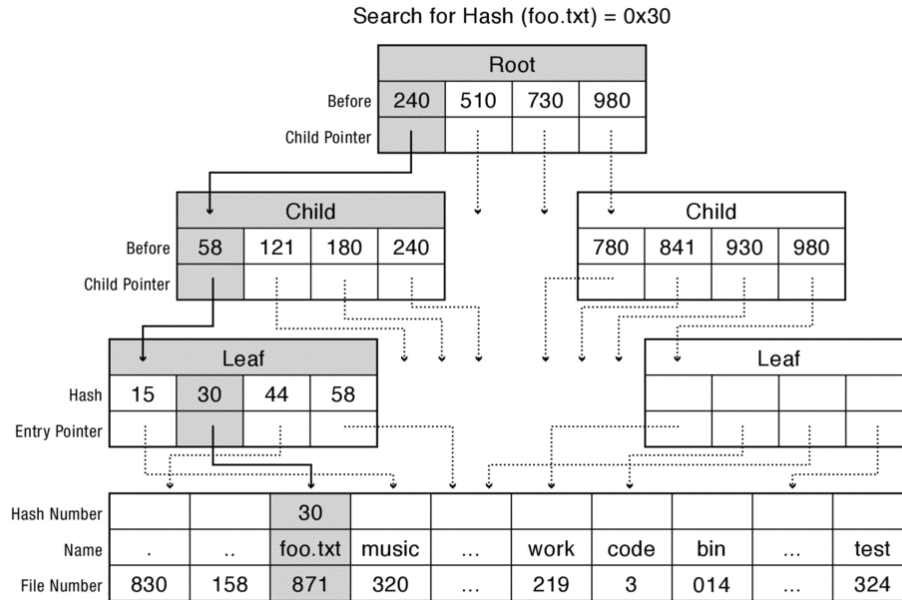 Search for Hash (foo.txt) = 0x30
Root
Before 240 510 730 980
Child Pointer
Child Child
Before 58 121 180 240 780 841 930 980
Child Pointer
Leaf Leaf
Hash 15 30 44 58
Entry Pointer
Hash Number 30
Name . .. foo.txt music ... work code bin ... test
File Number 830 158 871 320 ... 219 3 014 ... 324